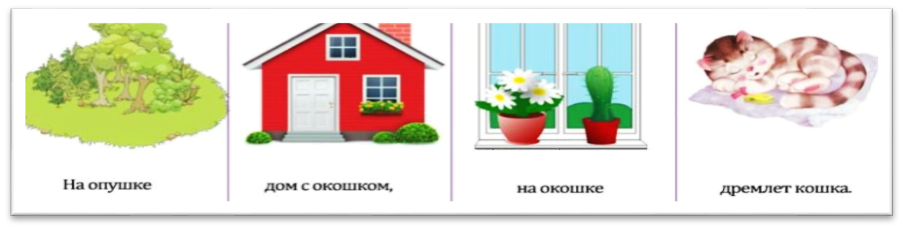 На опушке
дом с окошком,
на окошке
дремлет кошка.